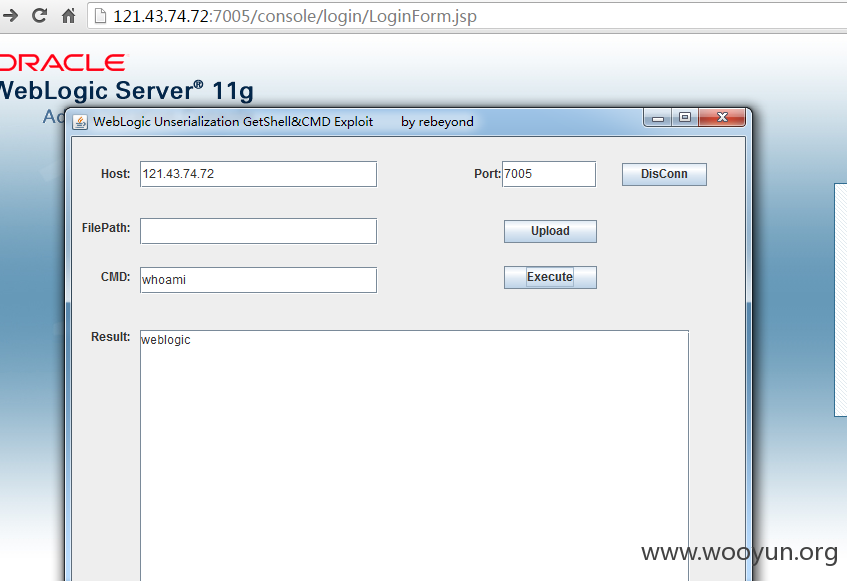 121.43.74.72:7005/console/login/LoginForm.jsp
ORACLE
WebLogic Server® 11g
Ad
WebLogic Unserialization GetShell&CMD Exploit by rebeyond
Host: 121.43.74.72 Port: 7005 DisConn
FilePath: Upload
CMD: whoami Execute
Result: weblogic
www.wooyun.org